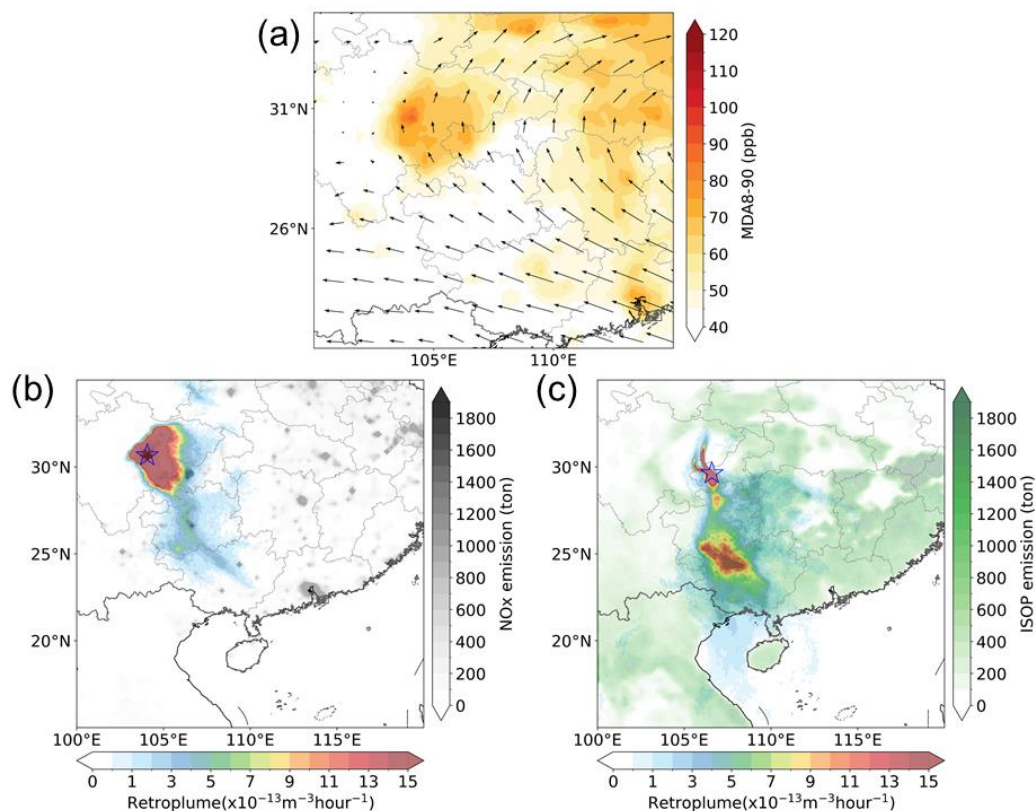 (a)
31°N
26°N
105°E
110°E
120
110
100
90
80
70
60
50
40
MDA8-90 (ppb)
(b)
30°N
25°N
20°N
100°E
105°E
110°E
115°E
1800
1600
1400
1200
1000
800
600
400
200
0
NOx emission (ton)
0 1 3 5 7 9 11 13 15
Retroplume(x10⁻¹³m⁻³hour⁻¹)
(c)
30°N
25°N
20°N
100°E
105°E
110°E
115°E
1800
1600
1400
1200
1000
800
600
400
200
0
ISOP emission (ton)
0 1 3 5 7 9 11 13 15
Retroplume(x10⁻¹³m⁻³hour⁻¹)